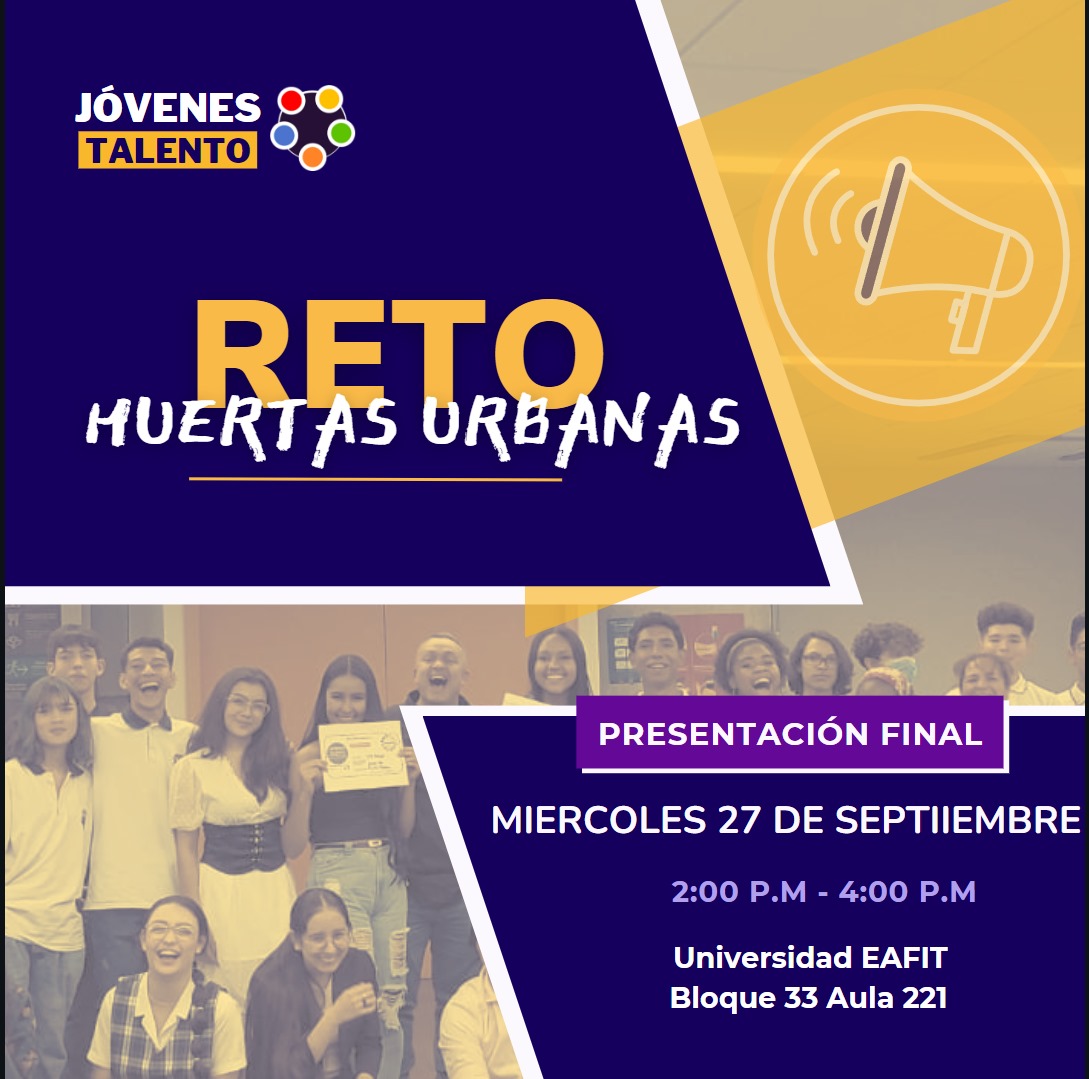 JÓVENES
TALENTO
RETO
HUERTAS URBANAS
PRESENTACIÓN FINAL
MIERCOLES 27 DE SEPTIIEMBRE
2:00 P.M - 4:00 P.M
Universidad EAFIT
Bloque 33 Aula 221